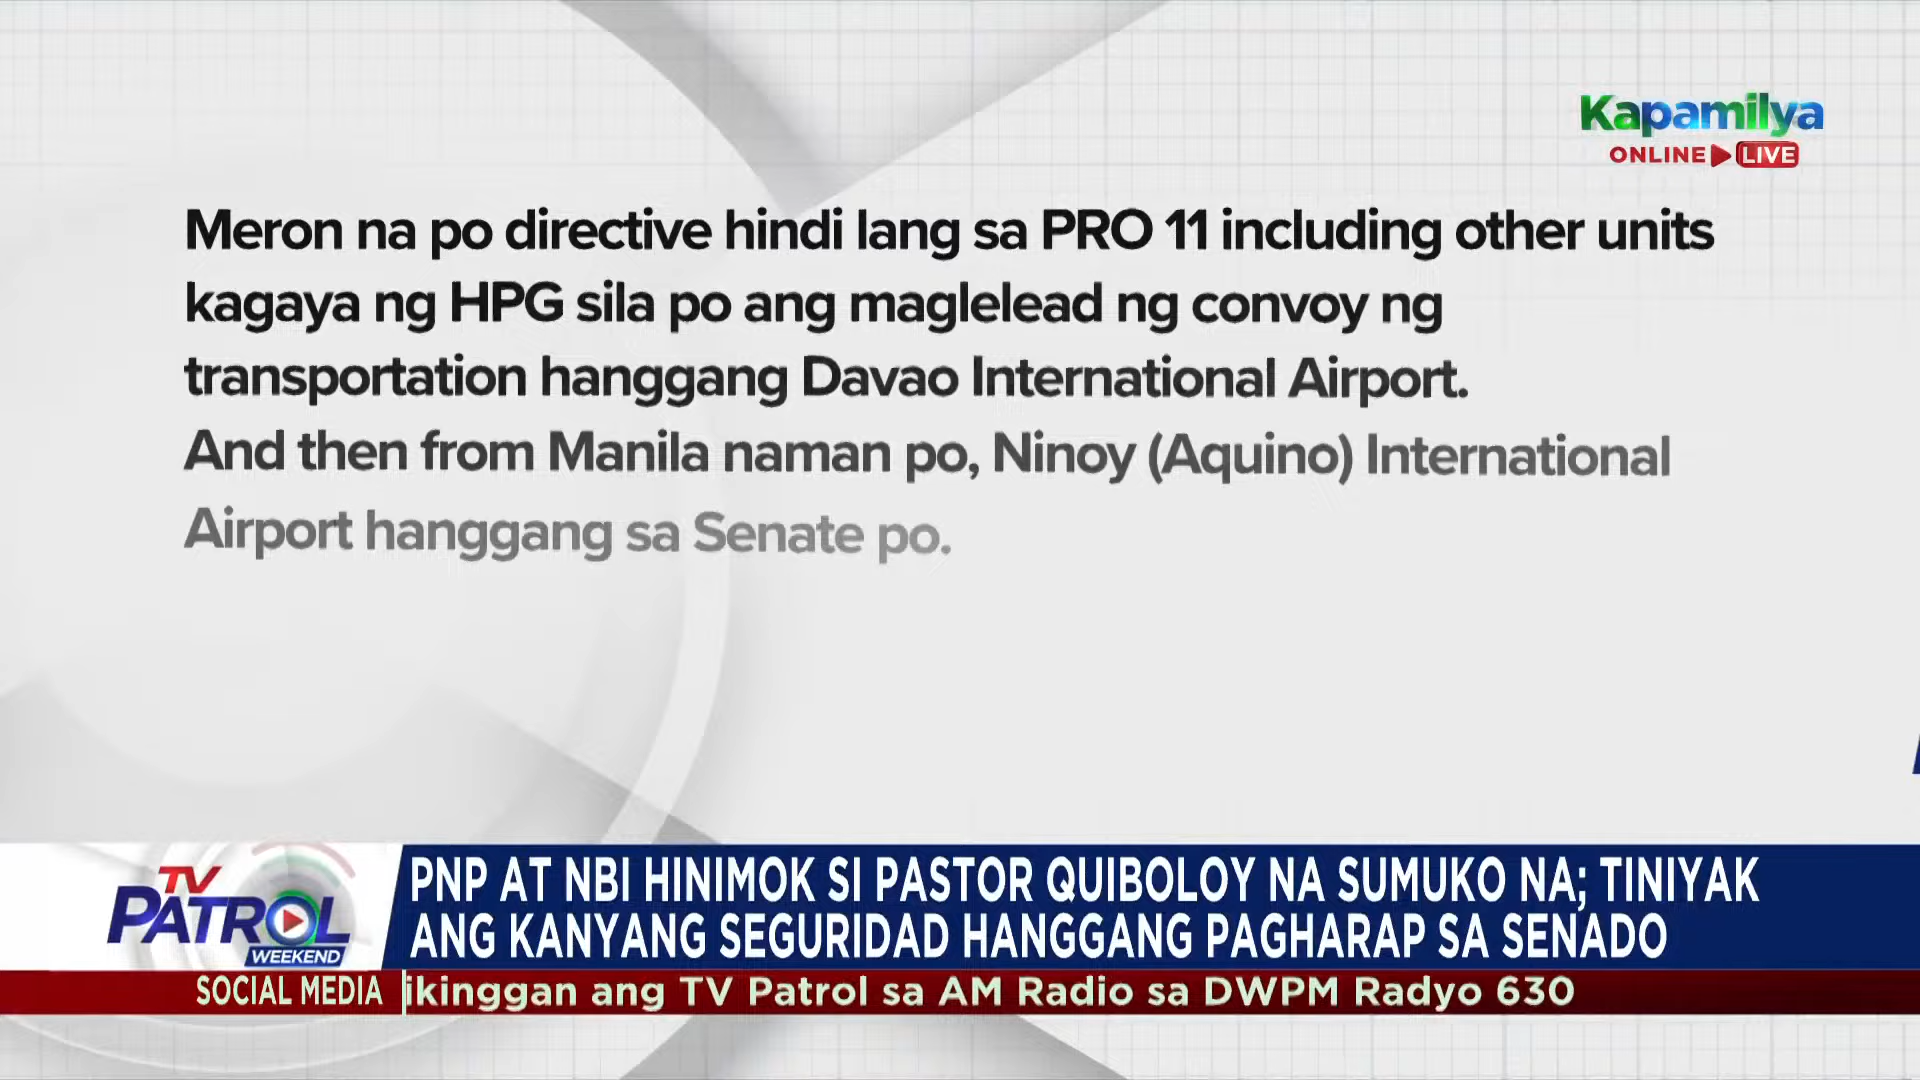 Kapamilya
ONLINE LIVE
Meron na po directive hindi lang sa PRO 11 including other units
kagaya ng HPG sila po ang maglelead ng convoy ng
transportation hanggang Davao International Airport.
And then from Manila naman po, Ninoy (Aquino) International
Airport hanggang sa Senate po.
TV
PATROL
WEEKEND
PNP AT NBI HINIMOK SI PASTOR QUIBOLOY NA SUMUKO NA; TINIYAK
ANG KANYANG SEGURIDAD HANGGANG PAGHARAP SA SENADO
SOCIAL MEDIA
ikinggan ang TV Patrol sa AM Radio sa DWPM Radyo 630